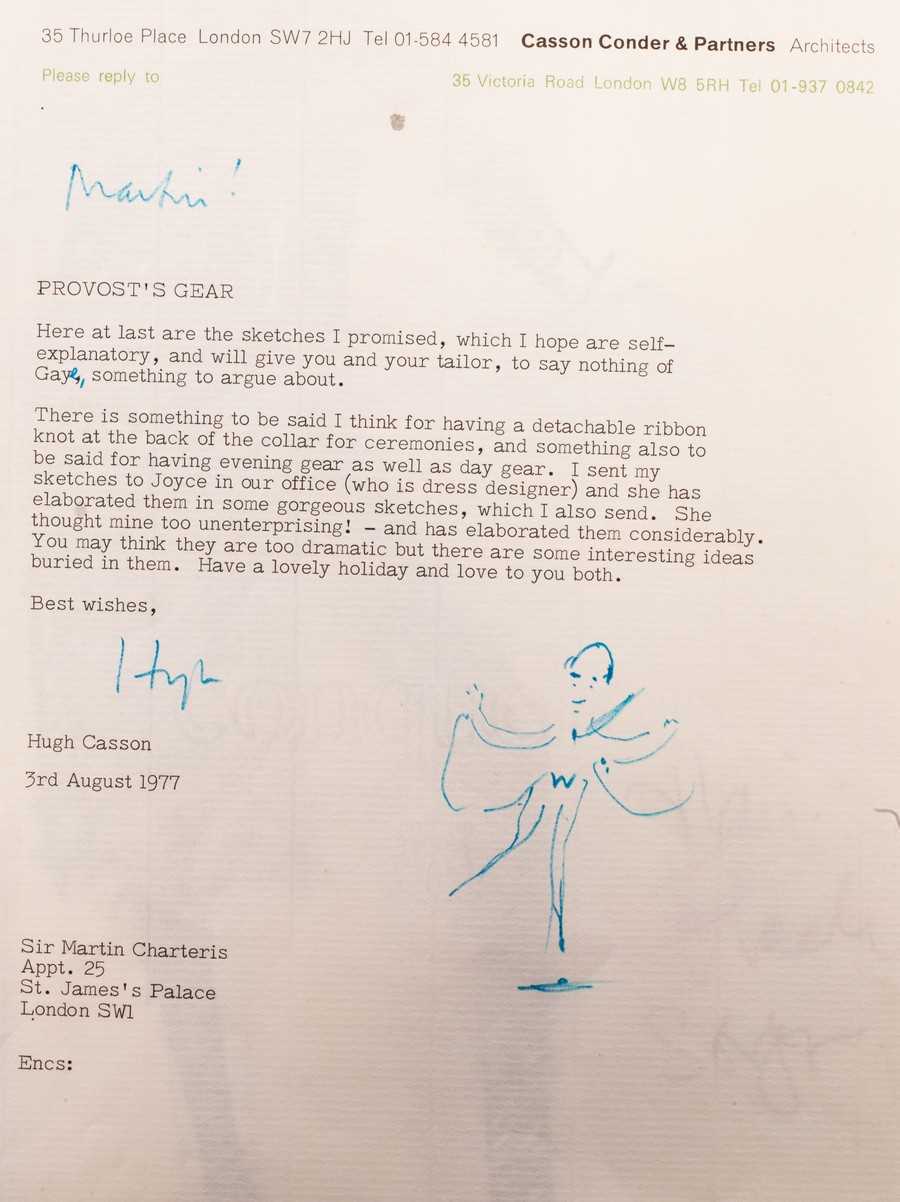 35 Thurloe Place London SW7 2HJ Tel 01-584 4581 Casson Conder & Partners Architects
Please reply to 35 Victoria Road London W8 5RH Tel 01-937 0842
Martin!
PROVOST'S GEAR
Here at last are the sketches I promised, which I hope are self-
explanatory, and will give you and your tailor, to say nothing of
Gay, something to argue about.
There is something to be said I think for having a detachable ribbon
knot at the back of the collar for ceremonies, and something also to
be said for having evening gear as well as day gear. I sent my
sketches to Joyce in our office (who is dress designer) and she has
elaborated them in some gorgeous sketches, which I also send. She
thought mine too unenterprising! - and has elaborated them considerably.
You may think they are too dramatic but there are some interesting ideas
buried in them. Have a lovely holiday and love to you both.
Best wishes,
Hugh
Hugh Casson
3rd August 1977
Sir Martin Charteris
Appt. 25
St. James's Palace
London SW1
Encs: